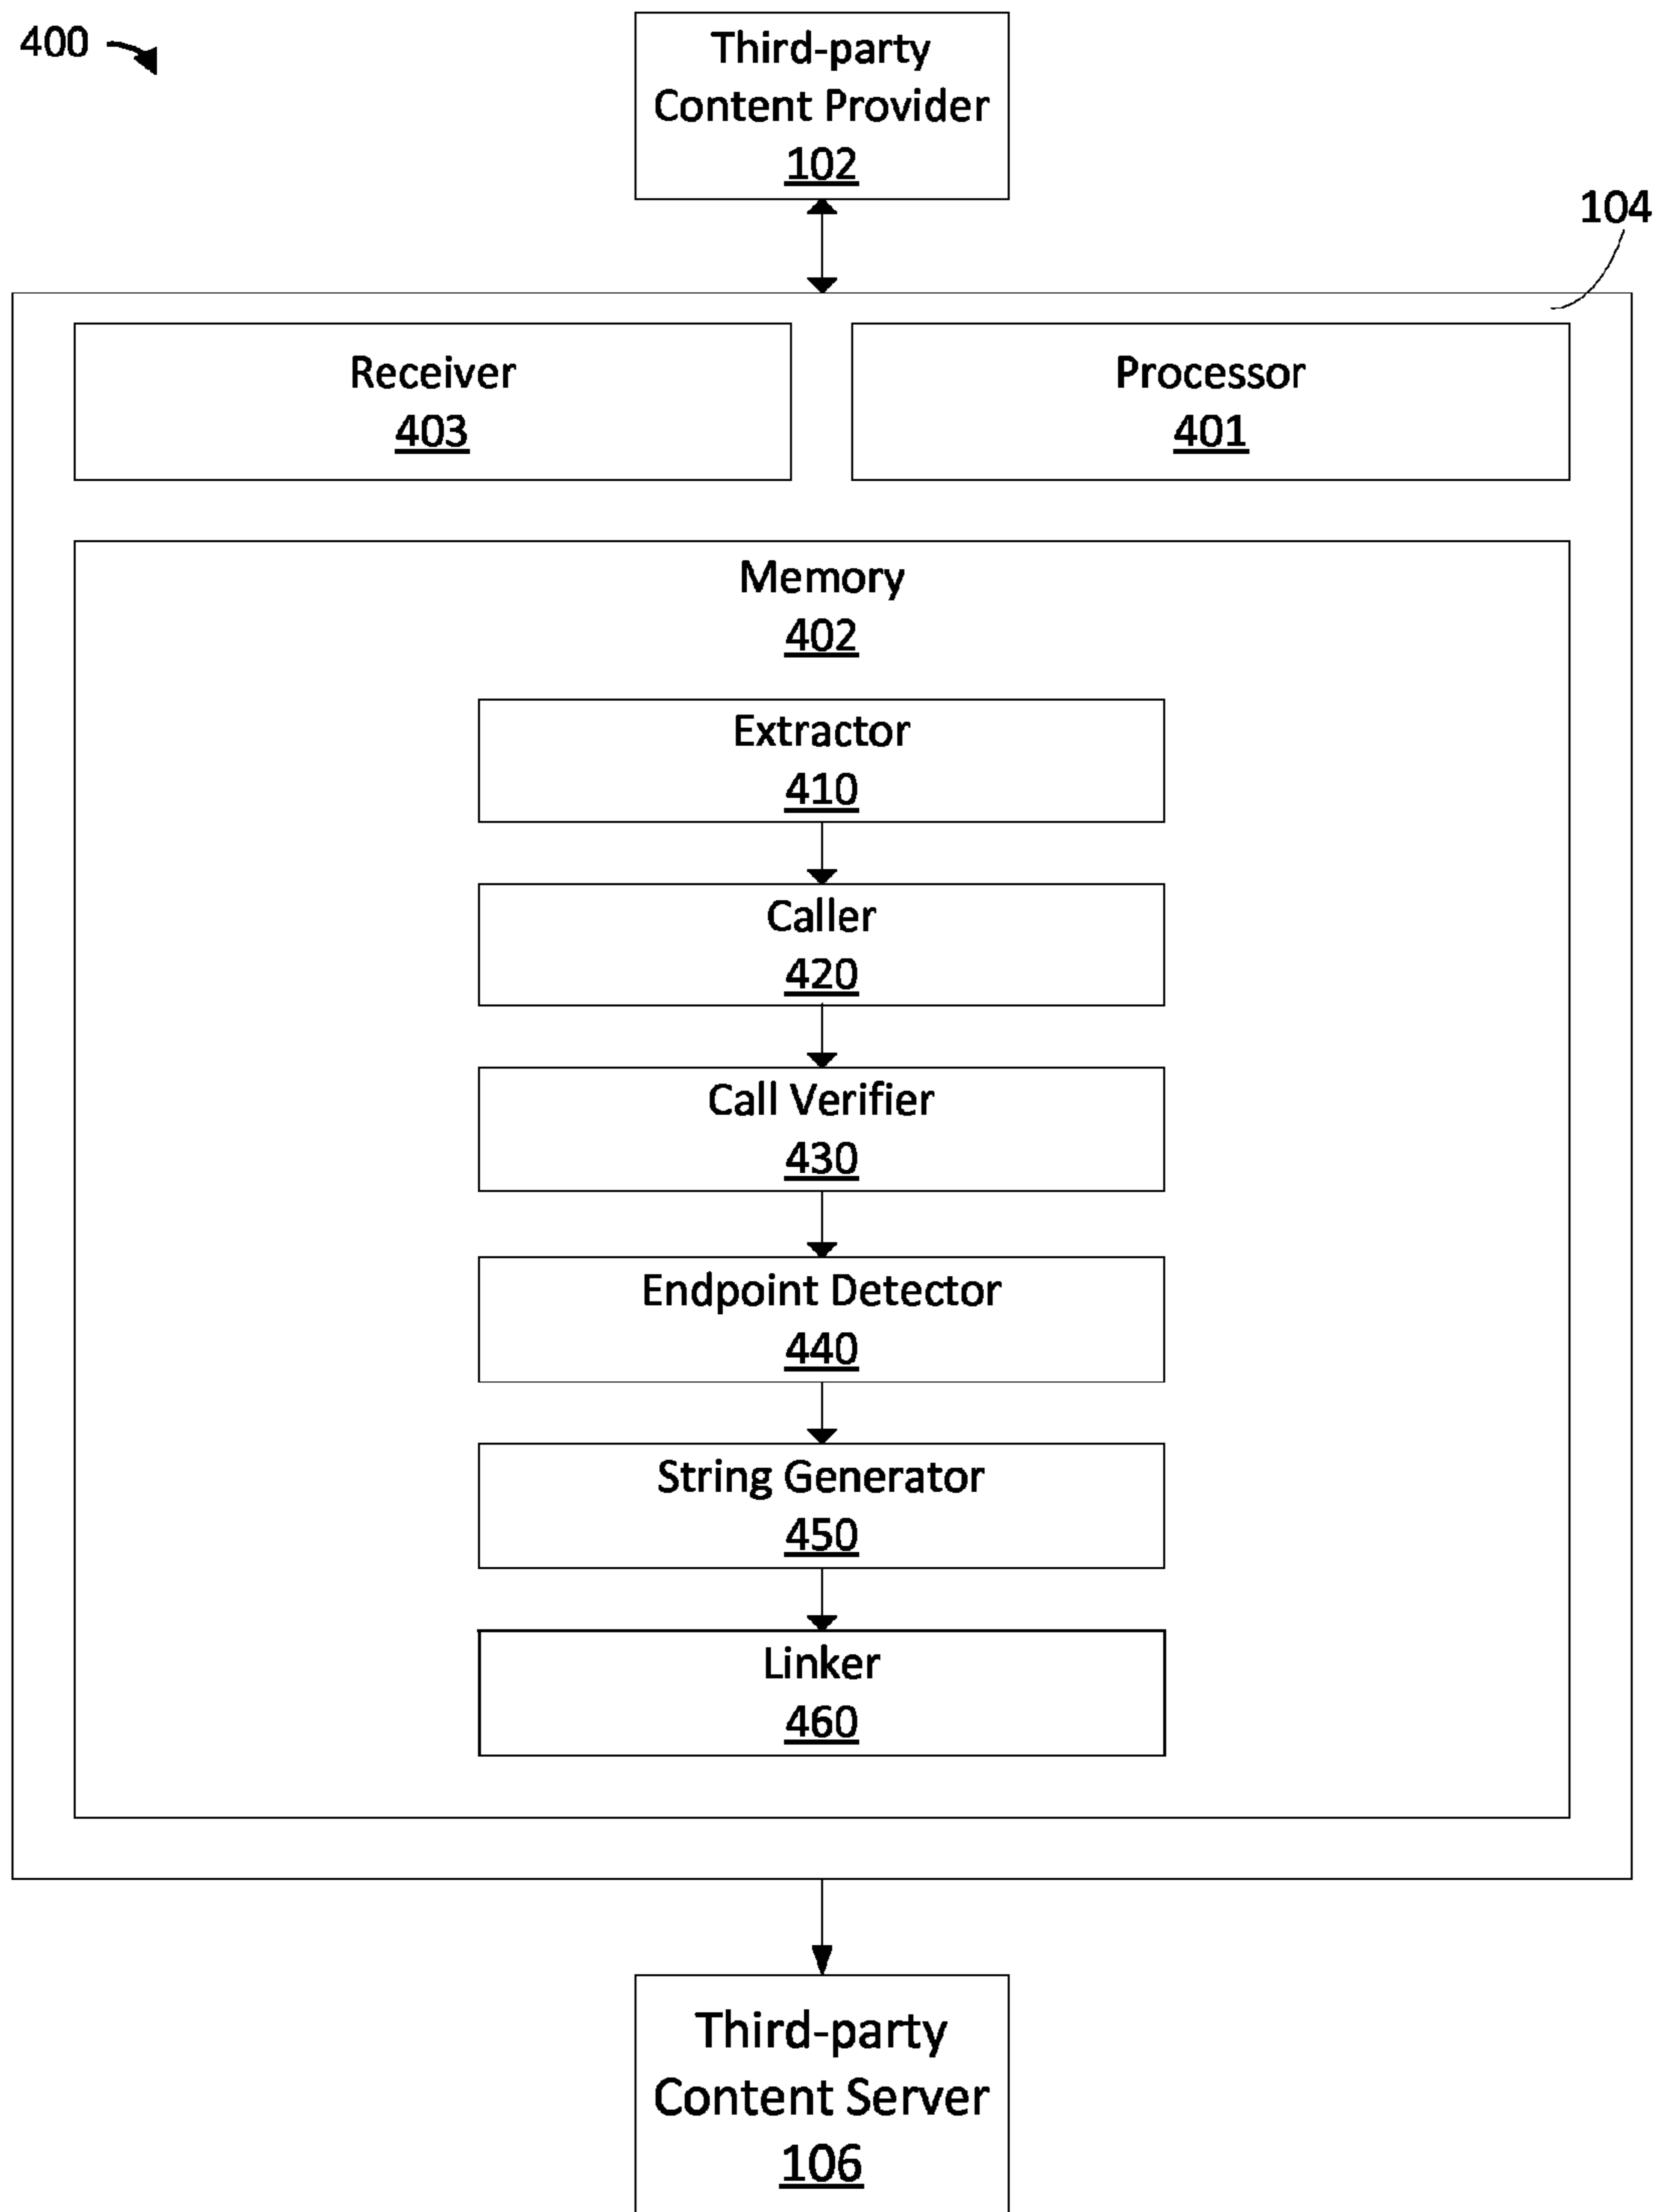 400
Third-party
Content Provider
102
104
Receiver
403
Processor
401
Memory
402
Extractor
410
Caller
420
Call Verifier
430
Endpoint Detector
440
String Generator
450
Linker
460
Third-party
Content Server
106